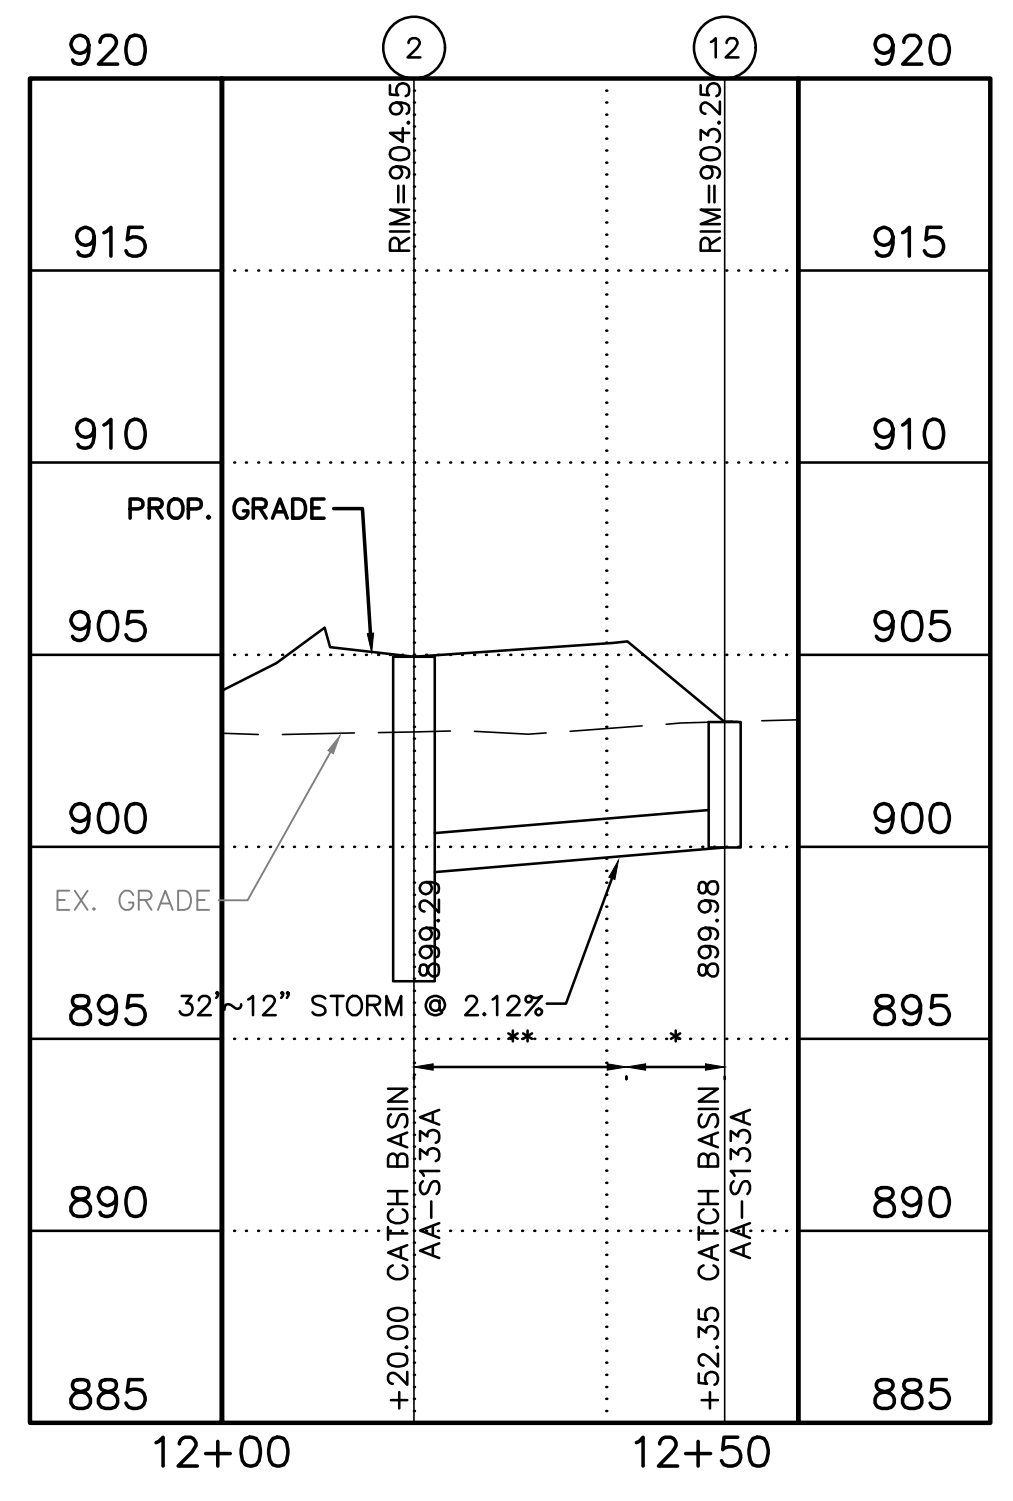 2
12
920
920
RIM=904.95
RIM=903.25
915
915
910
910
PROP. GRADE
905
905
900
900
EX. GRADE
899.29
899.98
895
895
32'~12" STORM @ 2.12%
**
*
+20.00 CATCH BASIN
AA-S133A
+52.35 CATCH BASIN
AA-S133A
890
890
885
885
12+00
12+50